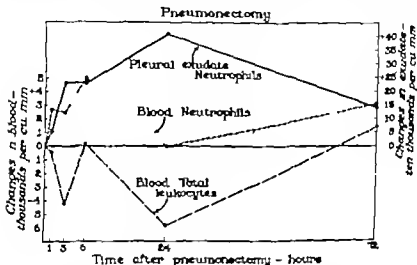 Pneumonectomy
Changes in blood-
thousands per cu mm
5
4
3
2
1
0
1
2
3
4
5
6
Pleural exudate
Neutrophils
Blood Neutrophils
Blood Total
leukocytes
+40
35
30
25
20
15
10
5
0
Changes in exudate-
ten thousands per cu mm
1 3 6 24
Time after pneumonectomy - hours